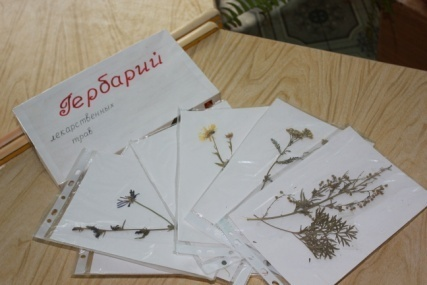 Гербарий
лекарственных
трав